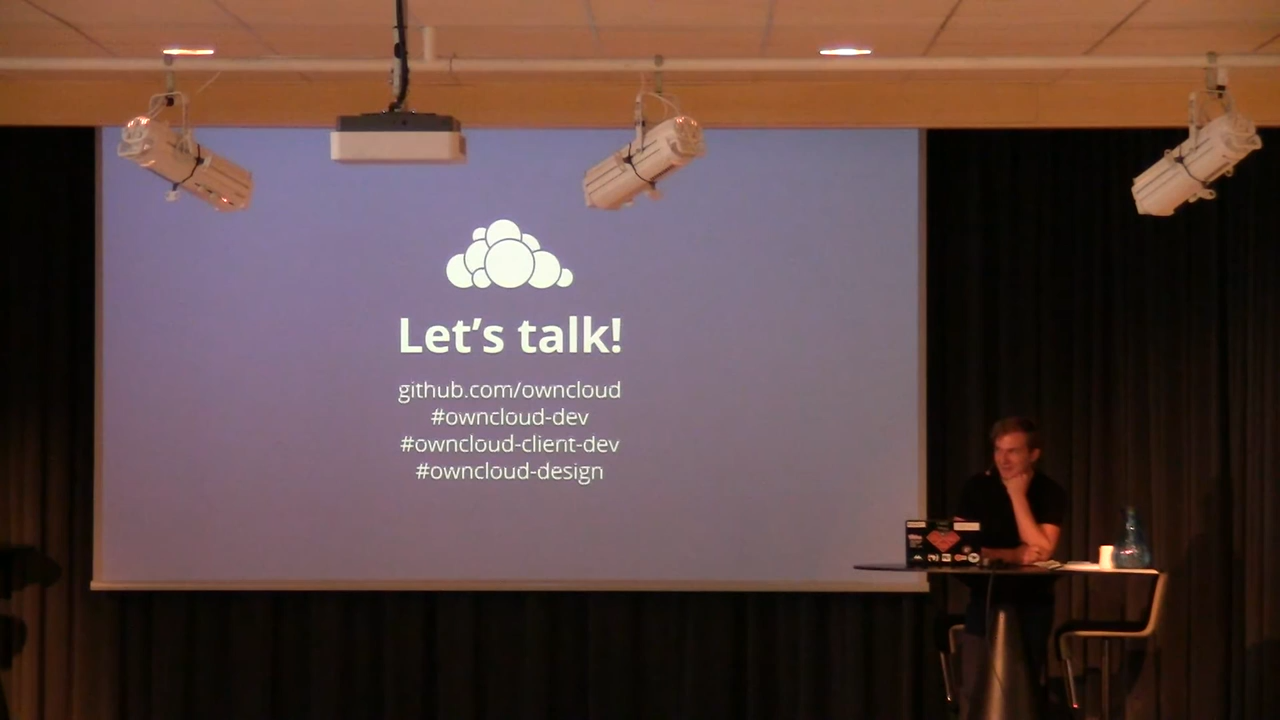 Let's talk!
github.com/owncloud
#owncloud-dev
#owncloud-client-dev
#owncloud-design